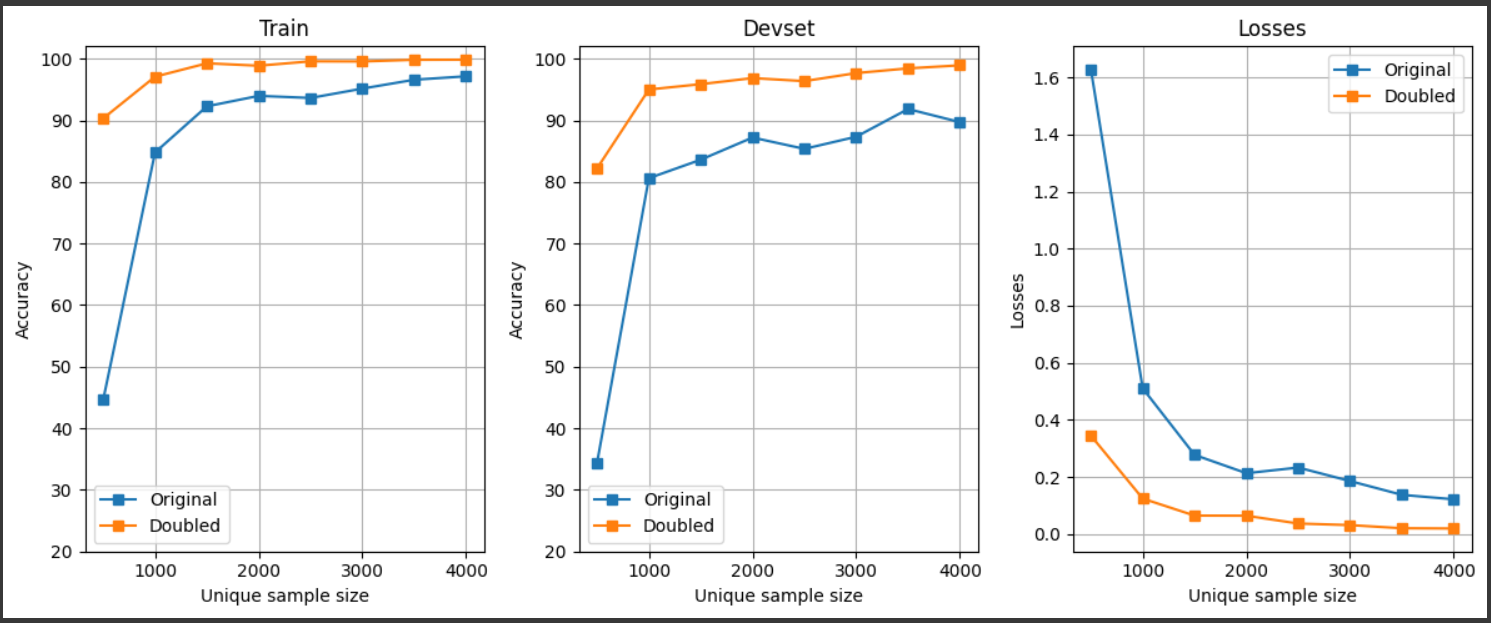 Train
100
90
80
70
60
50
40
30
20
Accuracy
Original
Doubled
1000
2000
3000
4000
Unique sample size
Devset
100
90
80
70
60
50
40
30
20
Accuracy
Original
Doubled
1000
2000
3000
4000
Unique sample size
Losses
1.6
1.4
1.2
1.0
0.8
0.6
0.4
0.2
0.0
Losses
Original
Doubled
1000
2000
3000
4000
Unique sample size